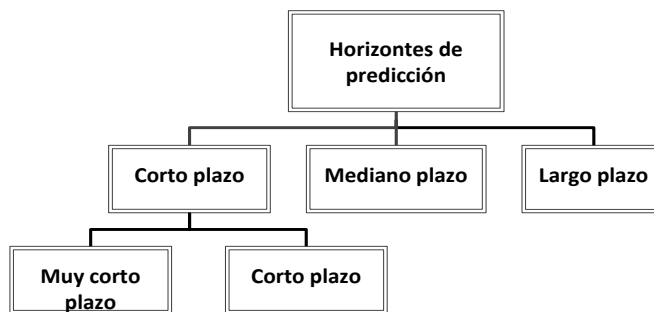 Horizontes de
predicción
Corto plazo
Mediano plazo
Largo plazo
Muy corto
plazo
Corto plazo